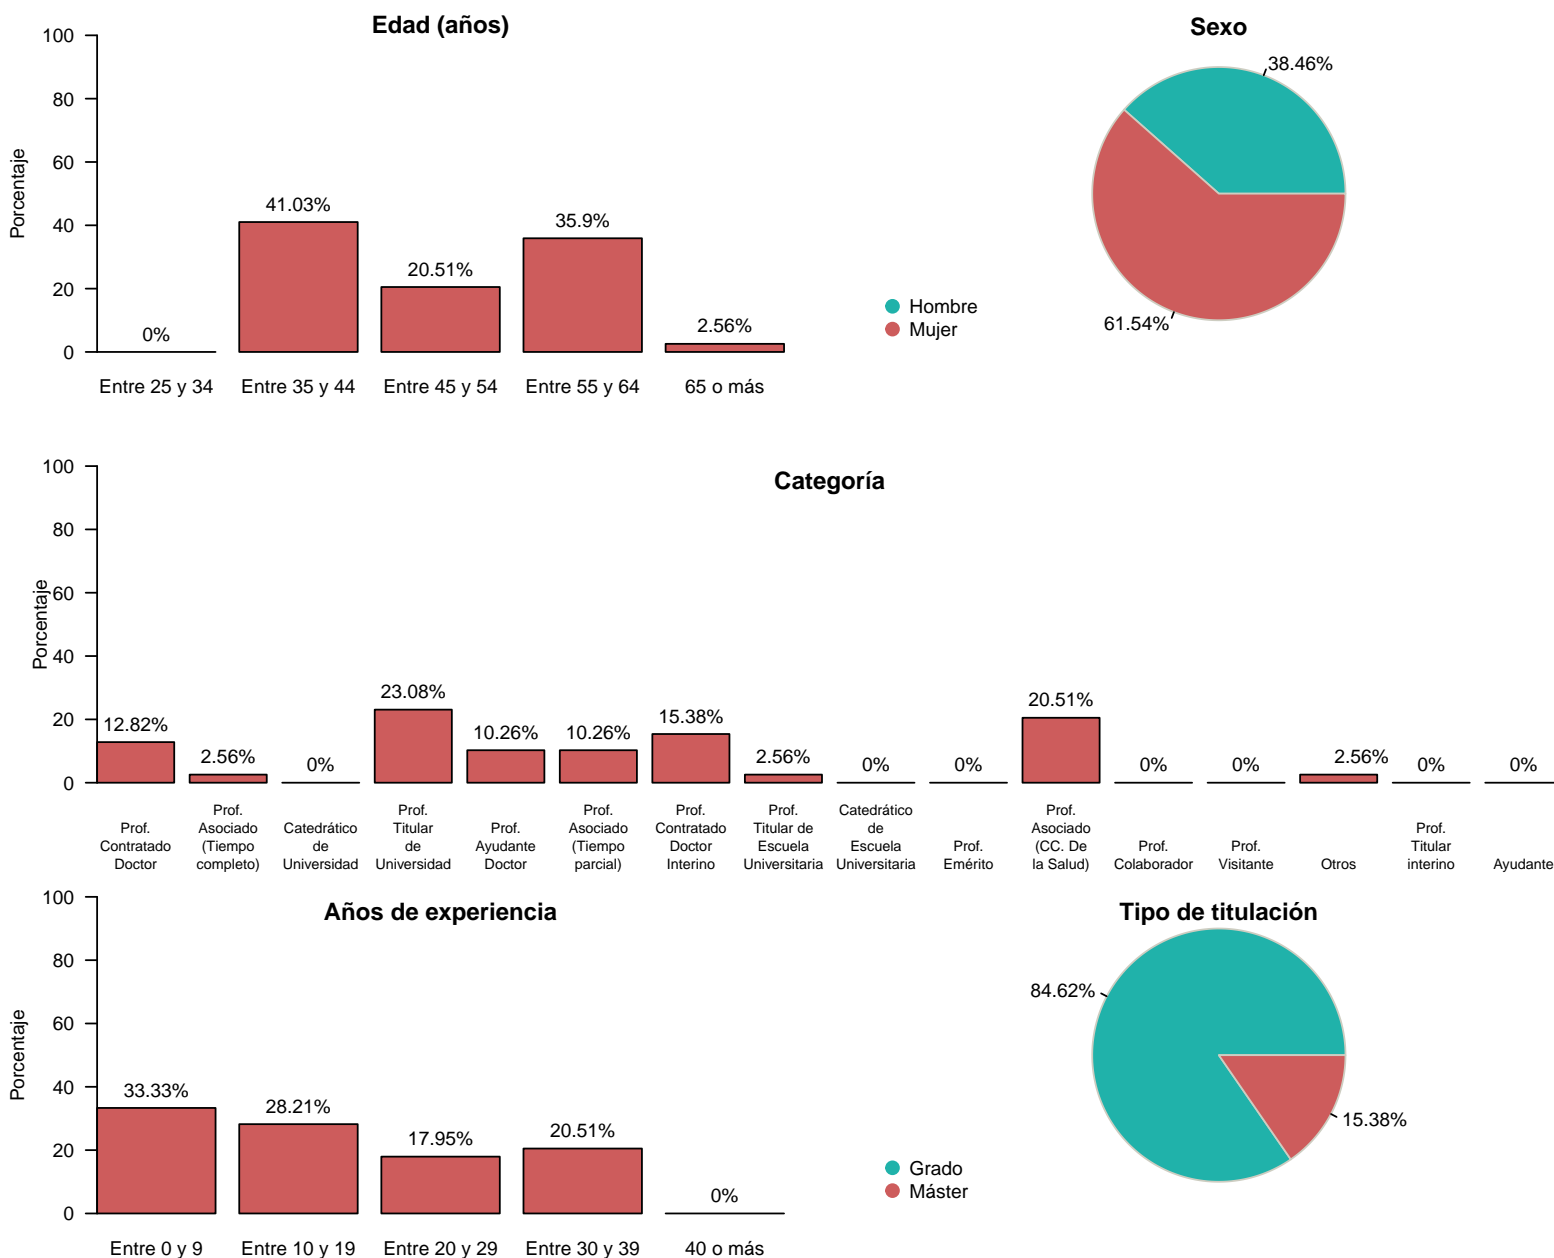 Edad (años)
Porcentaje
100
80
60
40
20
0
0%
41.03%
20.51%
35.9%
2.56%
Entre 25 y 34
Entre 35 y 44
Entre 45 y 54
Entre 55 y 64
65 o más
Sexo
38.46%
61.54%
Hombre
Mujer
Categoría
Porcentaje
100
80
60
40
20
0
12.82%
2.56%
0%
23.08%
10.26%
10.26%
15.38%
2.56%
0%
0%
20.51%
0%
0%
2.56%
0%
0%
Prof.
Contratado
Doctor
Prof.
Asociado
(Tiempo
completo)
Catedrático
de
Universidad
Prof.
Titular
de
Universidad
Prof.
Ayudante
Doctor
Prof.
Asociado
(Tiempo
parcial)
Prof.
Contratado
Doctor
Interino
Prof.
Titular de
Escuela
Universitaria
Catedrático
de
Escuela
Universitaria
Prof.
Emérito
Prof.
Asociado
(CC. De
la Salud)
Prof.
Colaborador
Prof.
Visitante
Otros
Prof.
Titular
interino
Ayudante
Años de experiencia
Porcentaje
100
80
60
40
20
0
33.33%
28.21%
17.95%
20.51%
0%
Entre 0 y 9
Entre 10 y 19
Entre 20 y 29
Entre 30 y 39
40 o más
Tipo de titulación
84.62%
15.38%
Grado
Máster